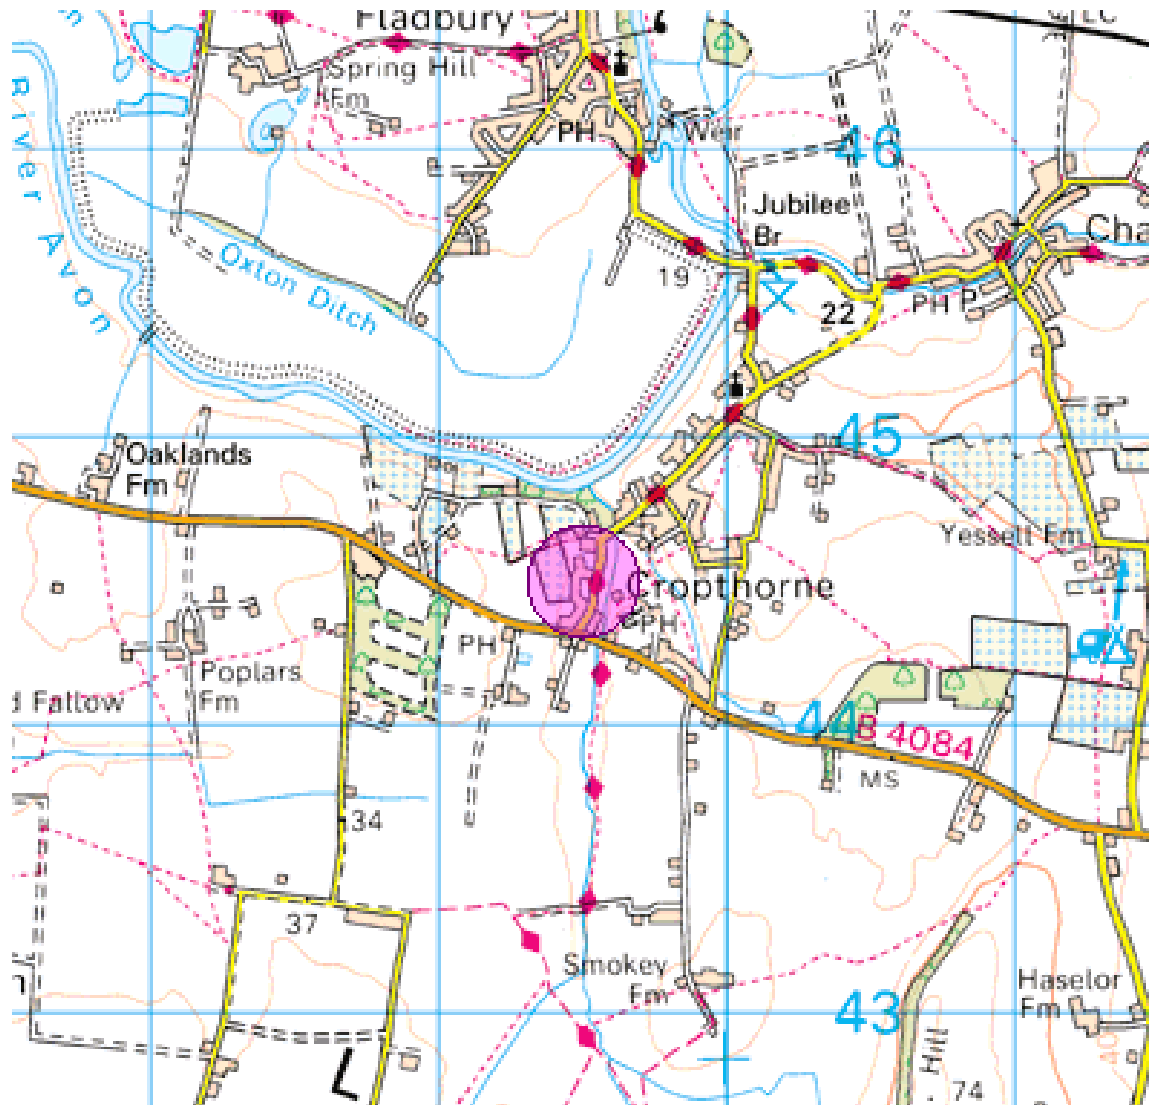 Fladbury
LC
Spring Hill
Fm
PH
Weir
46
River
Avon
Jubilee
Br
Cha
Oxton Ditch
19
22
PH
P
45
Oaklands
Fm
Yessell Fm
Cropthorne
PH
PH
Poplars
Fm
d Fallow
44
B 4084
MS
34
37
Smokey
Fm
Haselor
Fm
43
Hill
40
74
L